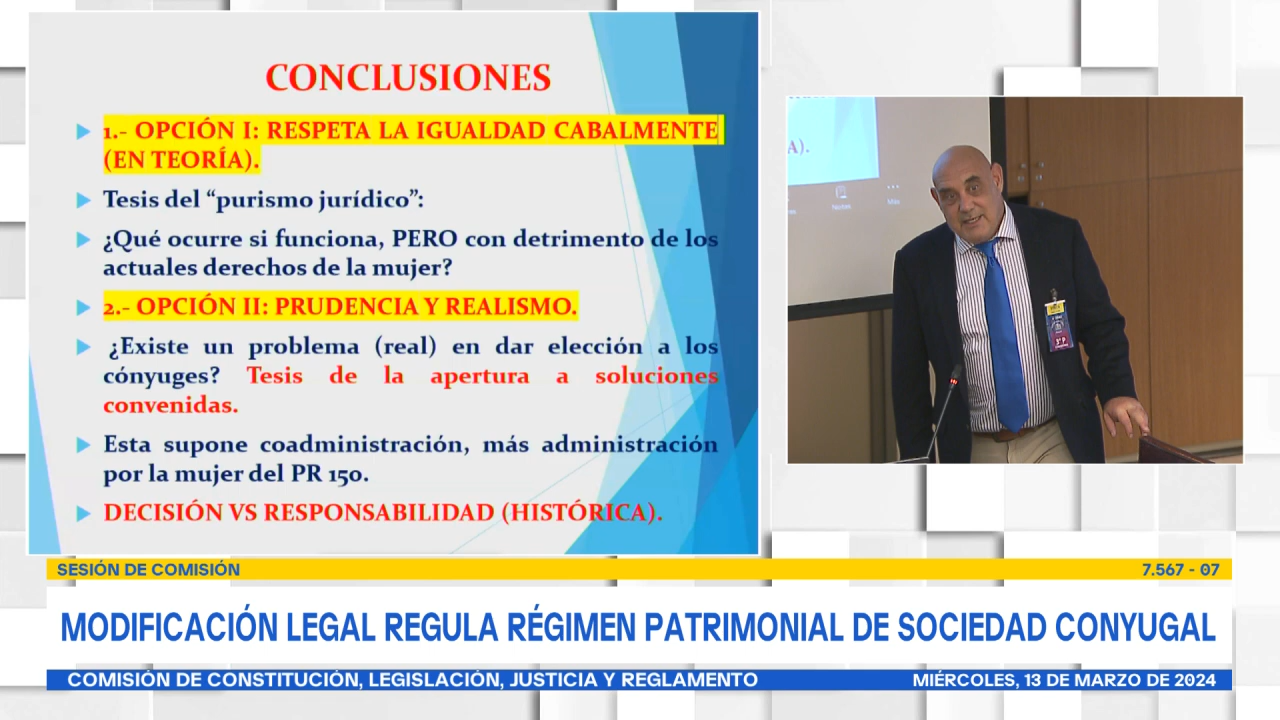 CONCLUSIONES
1.- OPCIÓN I: RESPETA LA IGUALDAD CABALMENTE
(EN TEORÍA).
Tesis del “purismo jurídico”:
¿Qué ocurre si funciona, PERO con detrimento de los
actuales derechos de la mujer?
2.- OPCIÓN II: PRUDENCIA Y REALISMO.
¿Existe un problema (real) en dar elección a los
cónyuges? Tesis de la apertura a soluciones
convenidas.
Esta supone coadministración, más administración
por la mujer del PR 150.
DECISIÓN VS RESPONSABILIDAD (HISTÓRICA).
A).
Más
3º P.
SESIÓN DE COMISIÓN
7.567 - 07
MODIFICACIÓN LEGAL REGULA RÉGIMEN PATRIMONIAL DE SOCIEDAD CONYUGAL
COMISIÓN DE CONSTITUCIÓN, LEGISLACIÓN, JUSTICIA Y REGLAMENTO
MIÉRCOLES, 13 DE MARZO DE 2024